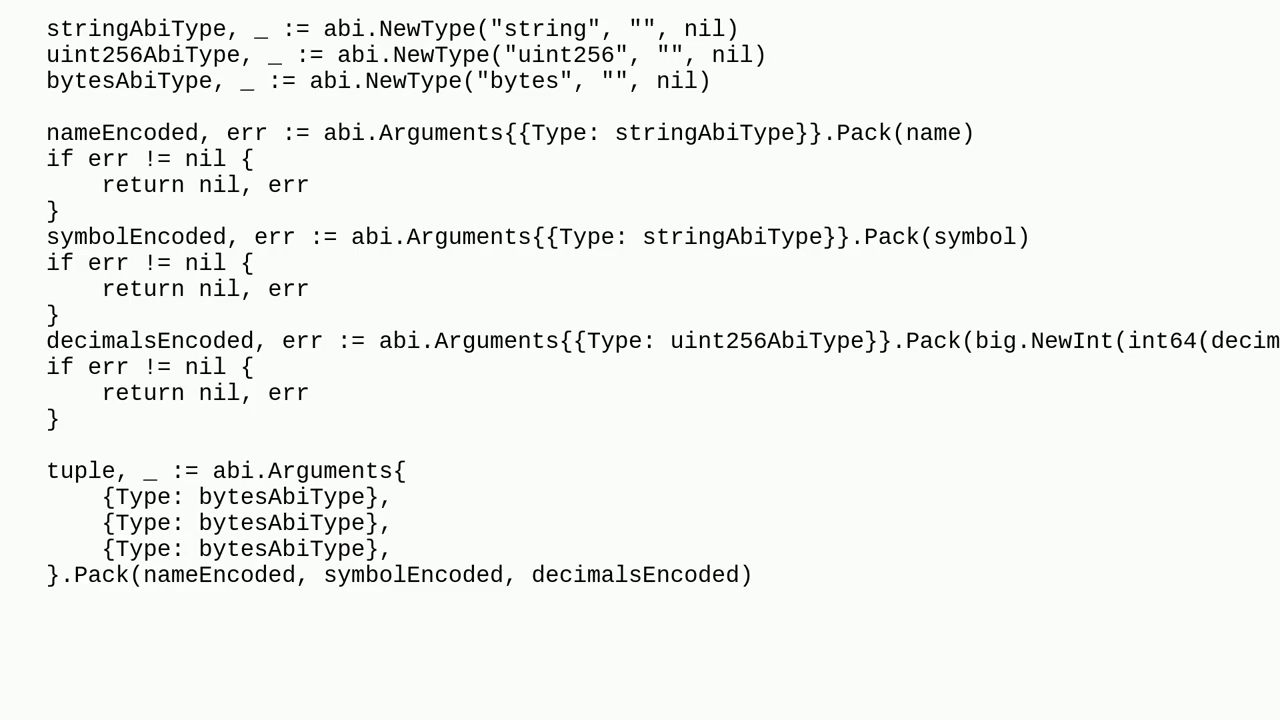 stringAbiType, _ := abi.NewType("string", "", nil)
uint256AbiType, _ := abi.NewType("uint256", "", nil)
bytesAbiType, _ := abi.NewType("bytes", "", nil)
nameEncoded, err := abi.Arguments{{Type: stringAbiType}}.Pack(name)
if err != nil {
    return nil, err
}
symbolEncoded, err := abi.Arguments{{Type: stringAbiType}}.Pack(symbol)
if err != nil {
    return nil, err
}
decimalsEncoded, err := abi.Arguments{{Type: uint256AbiType}}.Pack(big.NewInt(int64(decim
if err != nil {
    return nil, err
}
tuple, _ := abi.Arguments{
    {Type: bytesAbiType},
    {Type: bytesAbiType},
    {Type: bytesAbiType},
}.Pack(nameEncoded, symbolEncoded, decimalsEncoded)